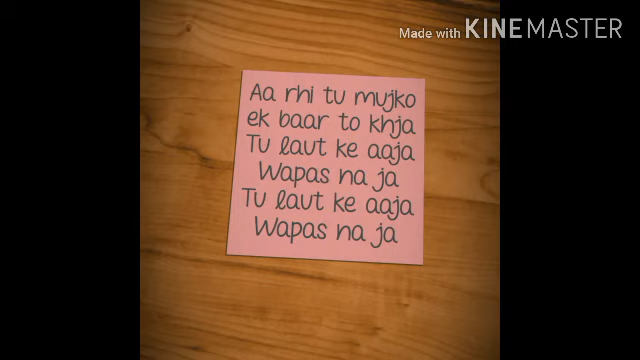 Made with KINEMASTER
Aa rhi tu mujko
ek baar to khja
Tu laut ke aaja
Wapas na ja
Tu laut ke aaja
Wapas na ja